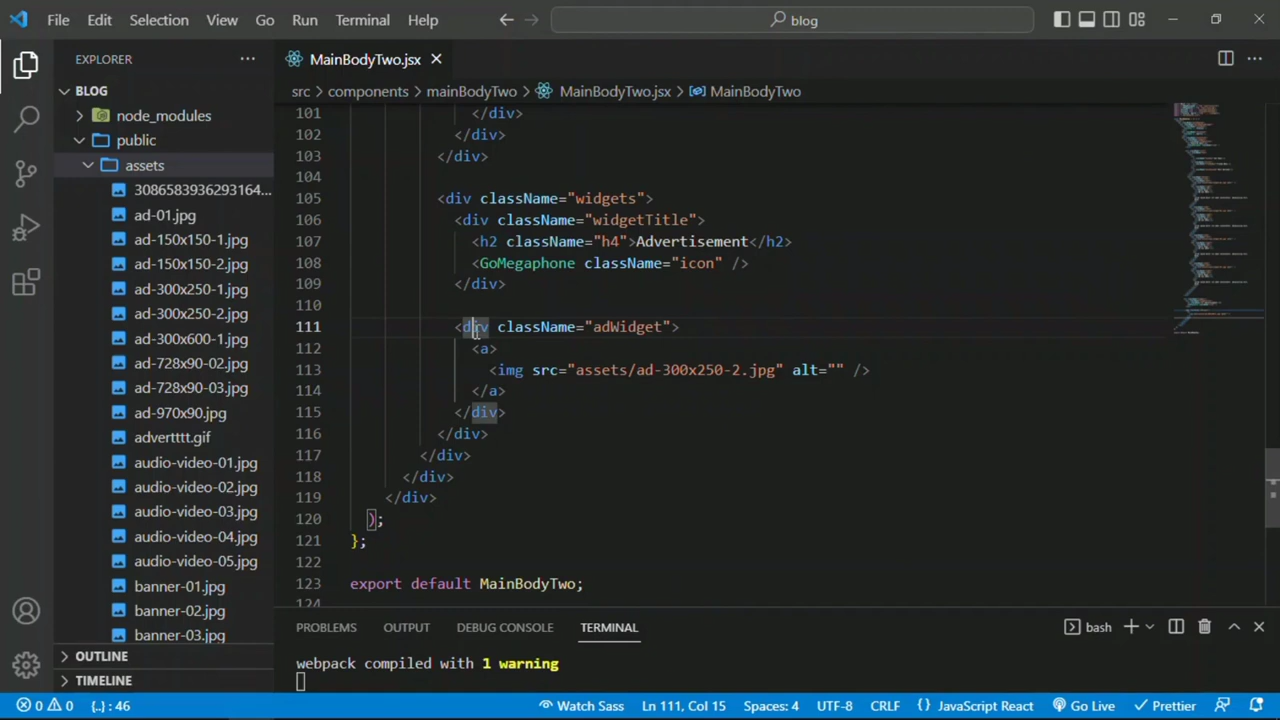 File Edit Selection View Go Run Terminal Help
blog
EXPLORER
MainBodyTwo.jsx
BLOG
src > components > mainBodyTwo > MainBodyTwo.jsx > MainBodyTwo
node_modules
public
assets
3086583936293164...
ad-01.jpg
ad-150x150-1.jpg
ad-150x150-2.jpg
ad-300x250-1.jpg
ad-300x250-2.jpg
ad-300x600-1.jpg
ad-728x90-02.jpg
ad-728x90-03.jpg
ad-970x90.jpg
advertttt.gif
audio-video-01.jpg
audio-video-02.jpg
audio-video-03.jpg
audio-video-04.jpg
audio-video-05.jpg
banner-01.jpg
banner-02.jpg
banner-03.jpg
OUTLINE
TIMELINE
101 </div>
102 </div>
103 </div>
104
105 <div className="widgets">
106 <div className="widgetTitle">
107 <h2 className="h4">Advertisement</h2>
108 <GoMegaphone className="icon" />
109 </div>
110
111 <div className="adWidget">
112 <a>
113 <img src="assets/ad-300x250-2.jpg" alt="" />
114 </a>
115 </div>
116 </div>
117 </div>
118 </div>
119 </div>
120 );
121 };
122
123 export default MainBodyTwo;
124
PROBLEMS OUTPUT DEBUG CONSOLE TERMINAL
bash
webpack compiled with 1 warning
0 0 {..} : 46 Watch Sass Ln 111, Col 15 Spaces: 4 UTF-8 CRLF { } JavaScript React Go Live Prettier